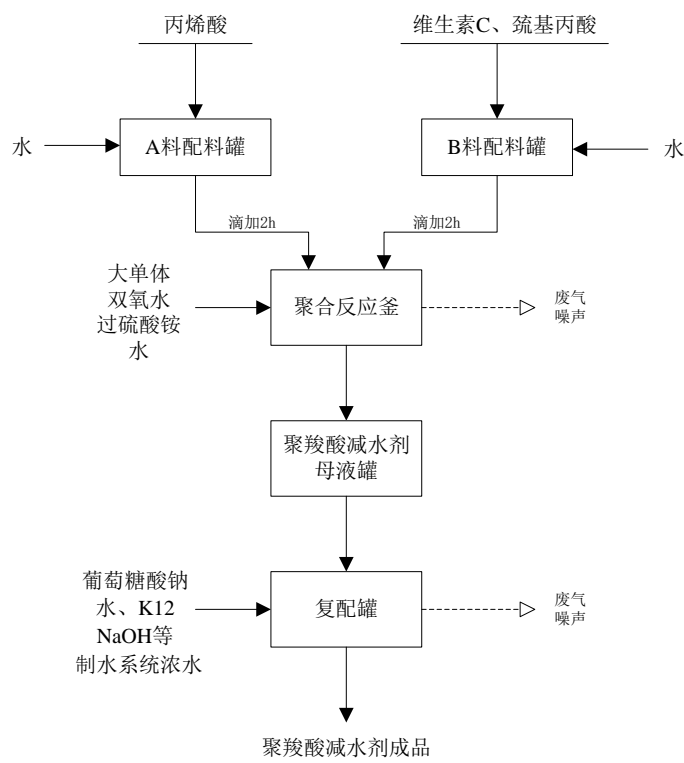 丙烯酸
维生素C、巯基丙酸
水
A料配料罐
B料配料罐
水
滴加2h
滴加2h
大单体
双氧水
过硫酸铵
水
聚合反应釜
废气
噪声
聚羧酸减水剂
母液罐
葡萄糖酸钠
水、K12
NaOH等
制水系统浓水
复配罐
废气
噪声
聚羧酸减水剂成品